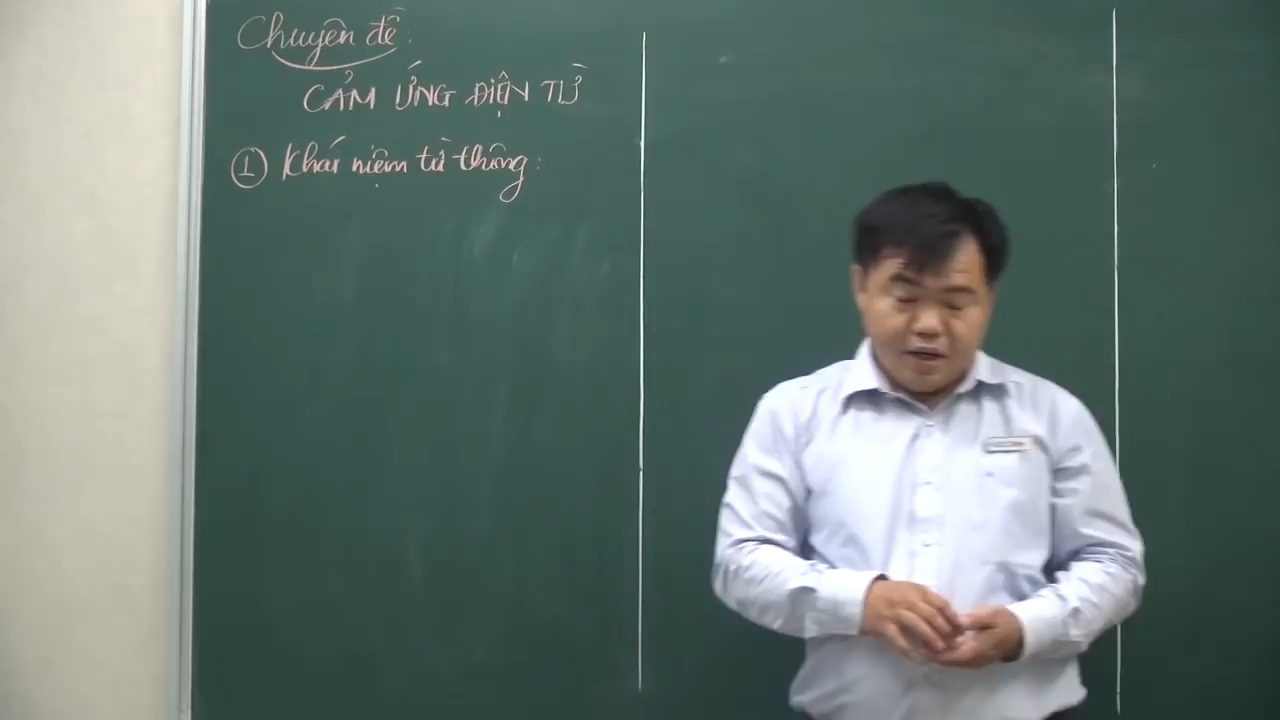 Chuyên đề:
CẢM ỨNG ĐIỆN TỪ
① Khái niệm từ thông: